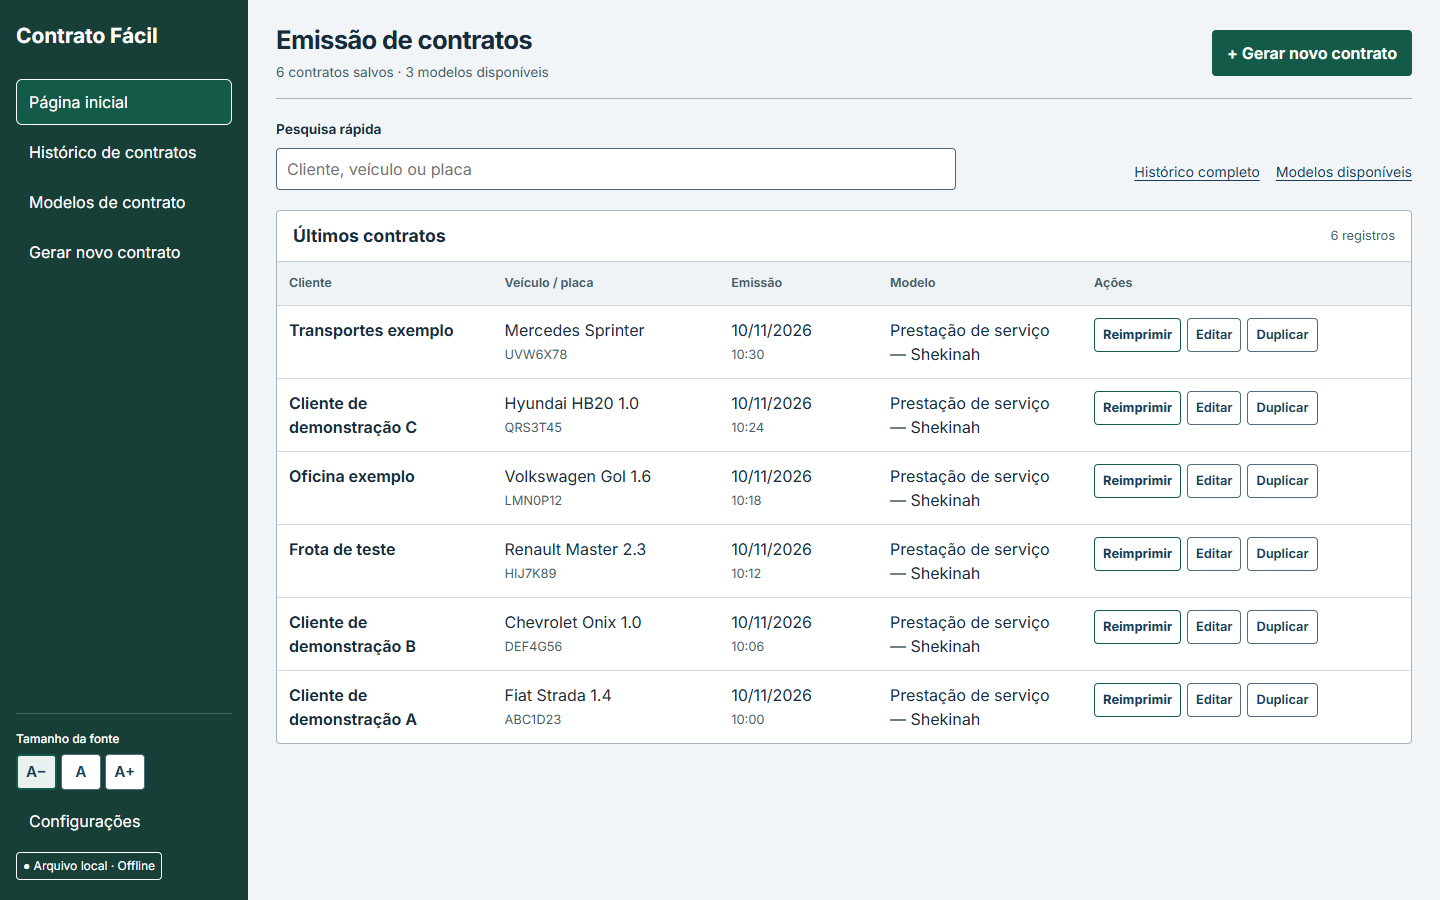 Contrato Fácil
Página inicial
Histórico de contratos
Modelos de contrato
Gerar novo contrato
Tamanho da fonte
A− A A+
Configurações
● Arquivo local · Offline
Emissão de contratos
6 contratos salvos · 3 modelos disponíveis
+ Gerar novo contrato
Pesquisa rápida
Cliente, veículo ou placa
Histórico completo Modelos disponíveis
Últimos contratos 6 registros
Cliente Veículo / placa Emissão Modelo Ações
Transportes exemplo Mercedes Sprinter 10/11/2026 Prestação de serviço Reimprimir Editar Duplicar
UVW6X78 10:30 — Shekinah
Cliente de Hyundai HB20 1.0 10/11/2026 Prestação de serviço Reimprimir Editar Duplicar
demonstração C QRS3T45 10:24 — Shekinah
Oficina exemplo Volkswagen Gol 1.6 10/11/2026 Prestação de serviço Reimprimir Editar Duplicar
LMN0P12 10:18 — Shekinah
Frota de teste Renault Master 2.3 10/11/2026 Prestação de serviço Reimprimir Editar Duplicar
HIJ7K89 10:12 — Shekinah
Cliente de Chevrolet Onix 1.0 10/11/2026 Prestação de serviço Reimprimir Editar Duplicar
demonstração B DEF4G56 10:06 — Shekinah
Cliente de Fiat Strada 1.4 10/11/2026 Prestação de serviço Reimprimir Editar Duplicar
demonstração A ABC1D23 10:00 — Shekinah